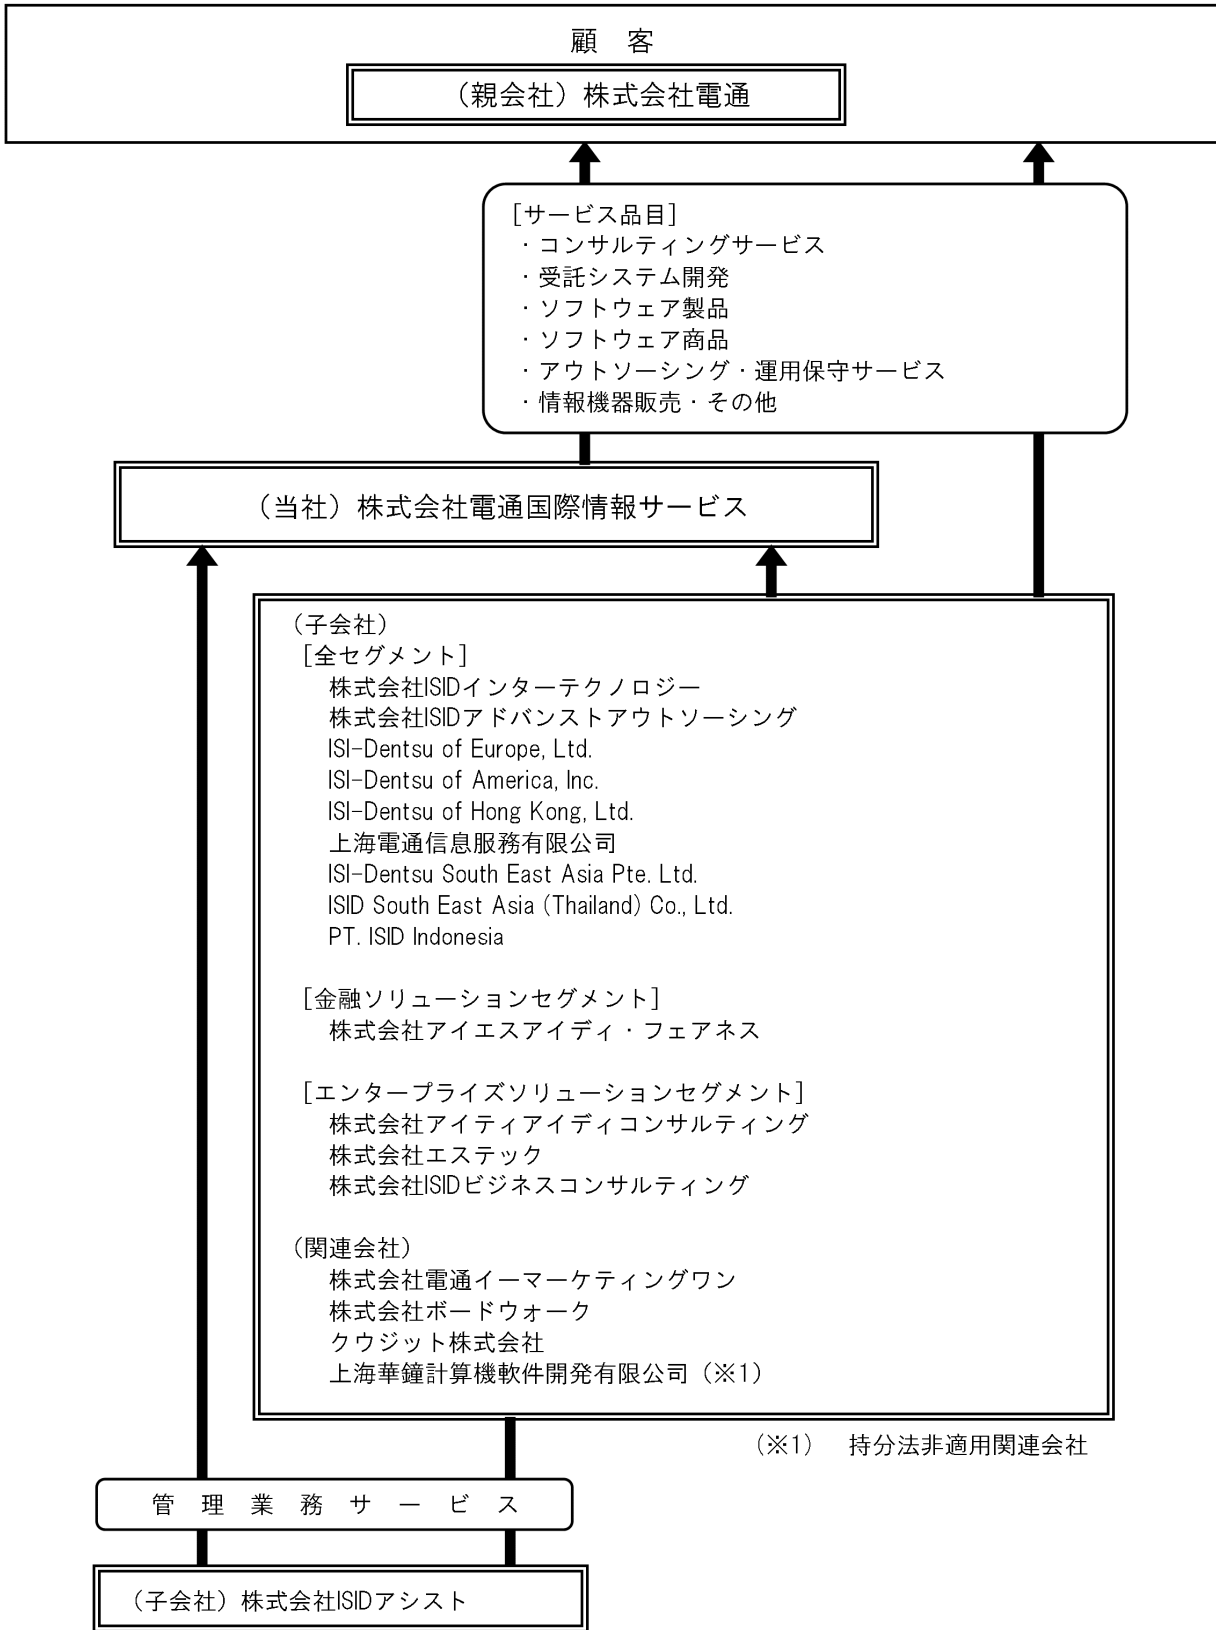 顧　客
（親会社）株式会社電通
［サービス品目］
・コンサルティングサービス
・受託システム開発
・ソフトウェア製品
・ソフトウェア商品
・アウトソーシング・運用保守サービス
・情報機器販売・その他
（当社）株式会社電通国際情報サービス
（子会社）
［全セグメント］
株式会社ISIDインターテクノロジー
株式会社ISIDアドバンストアウトソーシング
ISI-Dentsu of Europe, Ltd.
ISI-Dentsu of America, Inc.
ISI-Dentsu of Hong Kong, Ltd.
上海電通信息服務有限公司
ISI-Dentsu South East Asia Pte. Ltd.
ISID South East Asia (Thailand) Co., Ltd.
PT. ISID Indonesia
［金融ソリューションセグメント］
株式会社アイエスアイディ・フェアネス
［エンタープライズソリューションセグメント］
株式会社アイティアイディコンサルティング
株式会社エステック
株式会社ISIDビジネスコンサルティング
（関連会社）
株式会社電通イーマーケティングワン
株式会社ボードウォーク
クウジット株式会社
上海華鐘計算機軟件開発有限公司（※1）
（※1）　持分法非適用関連会社
管　理　業　務　サ　ー　ビ　ス
（子会社）株式会社ISIDアシスト